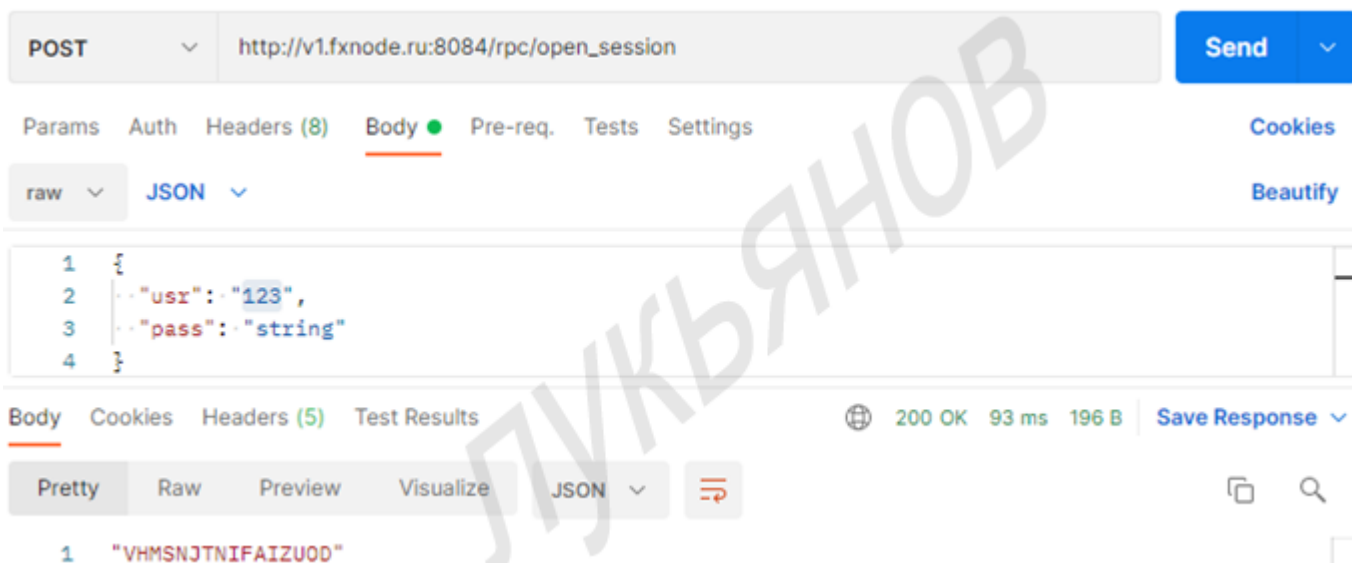 POST http://v1.fxnode.ru:8084/rpc/open_session Send
Params Auth Headers (8) Body Pre-req. Tests Settings Cookies
raw JSON Beautify
1 {
2 "usr": "123",
3 "pass": "string"
4 }
Body Cookies Headers (5) Test Results 200 OK 93 ms 196 B Save Response
Pretty Raw Preview Visualize JSON
1 "VHMSNJTNIFAIZUOD"
ЛУКЬЯНОВ